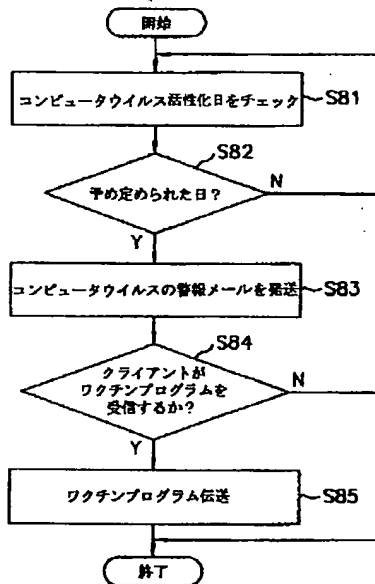 開始
コンピュータウイルス活性化日をチェック
S81
S82
予め定められた日?
N
Y
コンピュータウイルスの警報メールを発送
S83
S84
クライアントが
ワクチンプログラムを
受信するか?
N
Y
ワクチンプログラム伝送
S85
終了